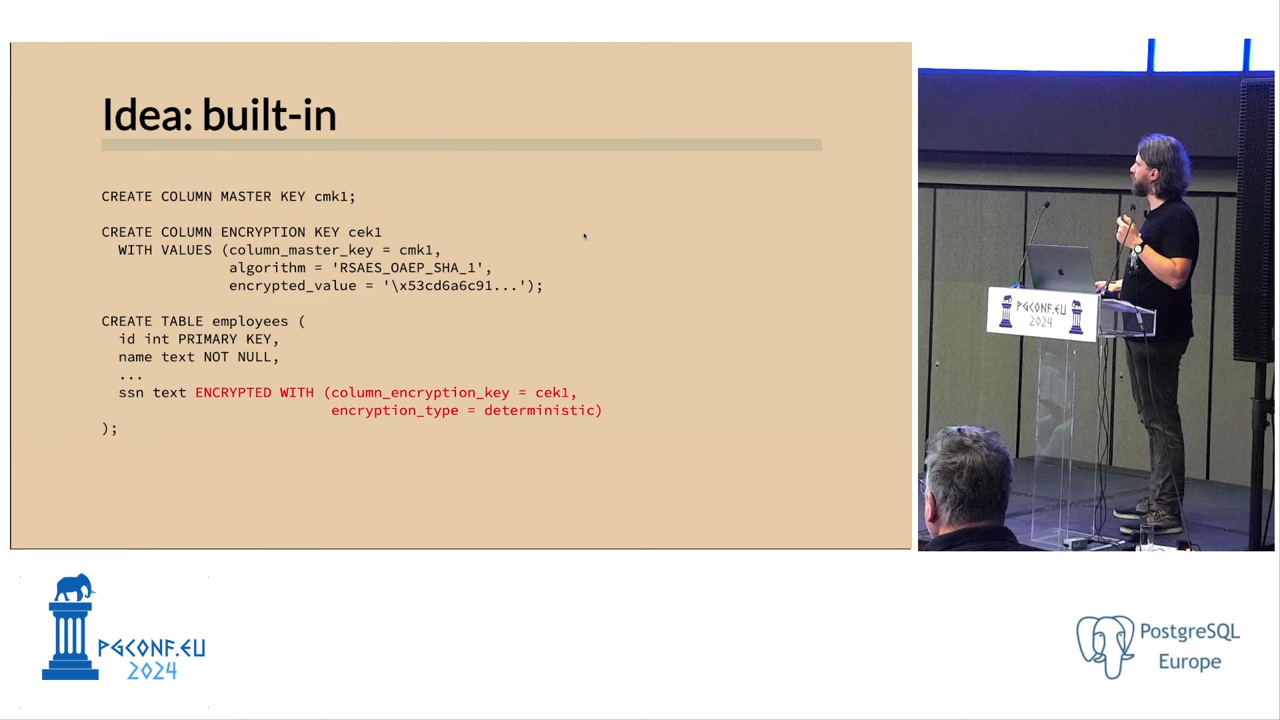 Idea: built-in
CREATE COLUMN MASTER KEY cmk1;
CREATE COLUMN ENCRYPTION KEY cek1
WITH VALUES (column_master_key = cmk1,
algorithm = 'RSAES_OAEP_SHA_1',
encrypted_value = '\x53cd6a6c91...');
CREATE TABLE employees (
id int PRIMARY KEY,
name text NOT NULL,
...
ssn text ENCRYPTED WITH (column_encryption_key = cek1,
encryption_type = deterministic)
);
PGCONF.EU
2024
PGCONF.EU
2024
PostgreSQL
Europe